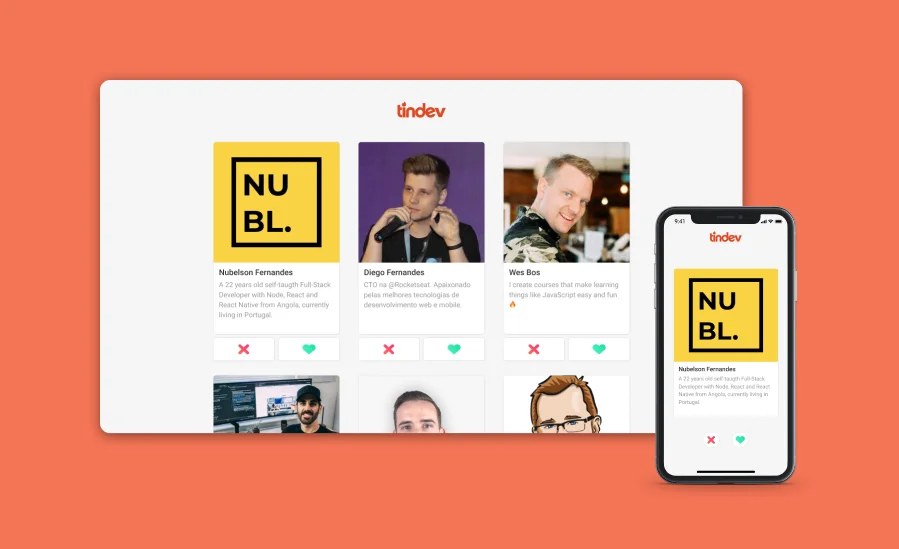 tindev
NU
BL.
Nubelson Fernandes
A 22 years old self-taugth Full-Stack
Developer with Node, React and
React Native from Angola, currently
living in Portugal.
Diego Fernandes
CTO na @Rocketseat. Apaixonado
pelas melhores tecnologias de
desenvolvimento web e mobile.
Wes Bos
I create courses that make learning
things like JavaScript easy and fun
🔥
9:41
tindev
NU
BL.
Nubelson Fernandes
A 22 years old self-taugth Full-Stack
Developer with Node, React and React
Native from Angola, currently living in
Portugal.